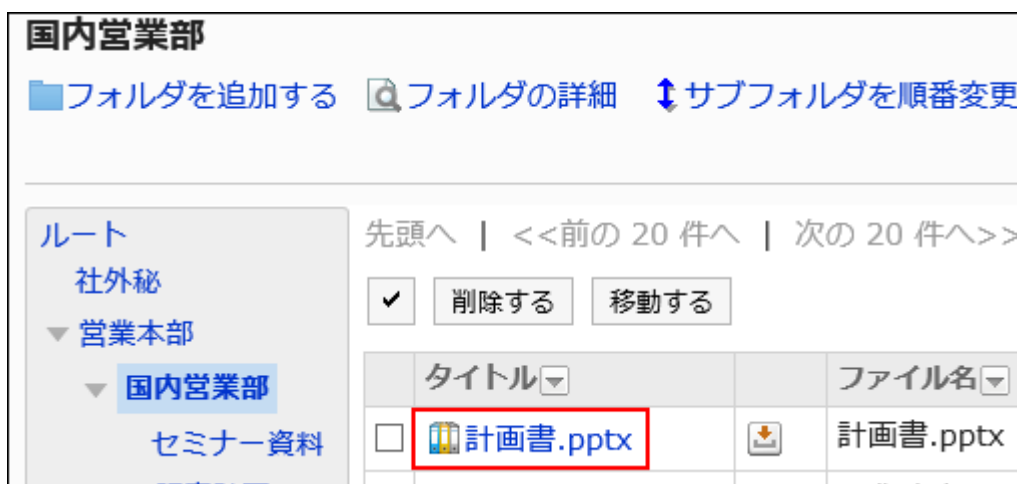 国内営業部
フォルダを追加する フォルダの詳細 サブフォルダを順番変更
ルート
社外秘
営業本部
国内営業部
セミナー資料
先頭へ | <<前の 20 件へ | 次の 20 件へ>>
削除する 移動する
タイトル ファイル名
計画書.pptx 計画書.pptx